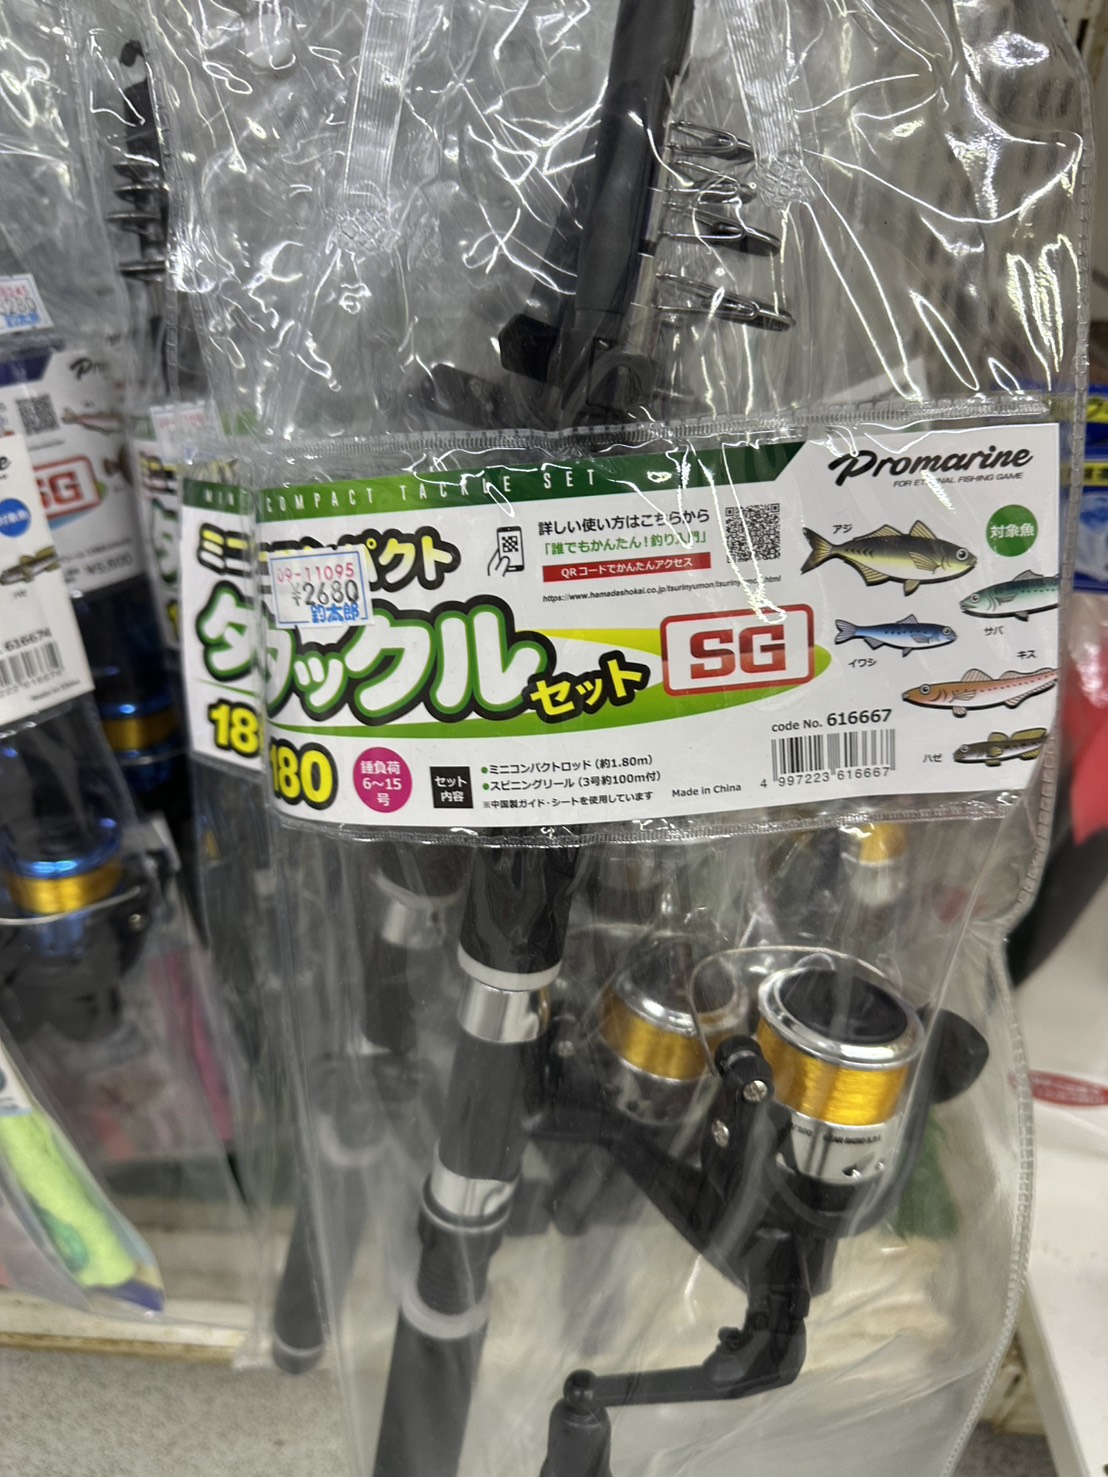 MINI COMPACT TACKLE SET
Promarine
FOR ETERNAL FISHING GAME
詳しい使い方はこちらから
「誰でもかんたん!釣り入門」
QRコードでかんたんアクセス
アジ
対象魚
サバ
イワシ
キス
ハゼ
09-11095
¥2680
釣太郎
タックル
セット
SG
180
錘負荷
6~15
号
セット
内容
●ミニコンパクトロッド(約1.80m)
●スピニングリール(3号約100m付)
※中国製ガイド・シートを使用しています
Made in China
code No. 616667
4 997223 616667
SG